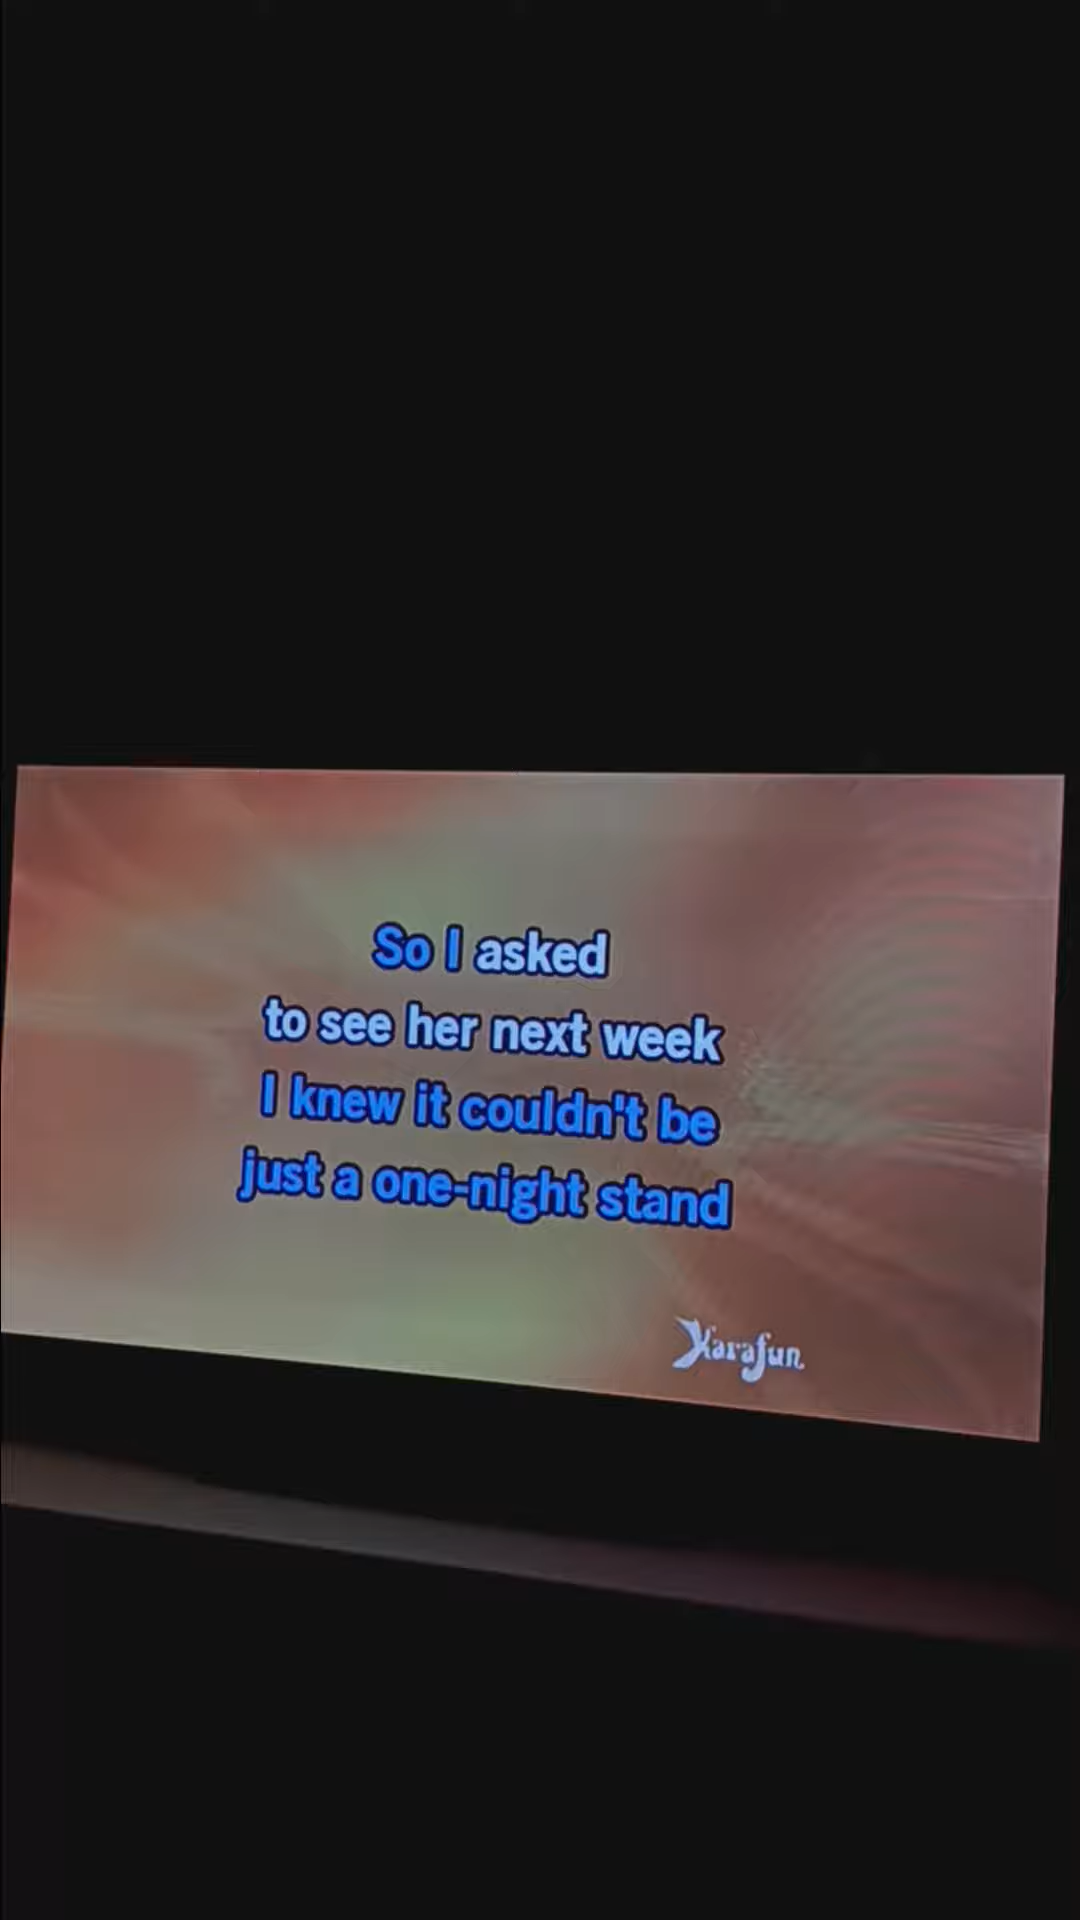 So I asked
to see her next week
I knew it couldn't be
just a one-night stand
Karafun